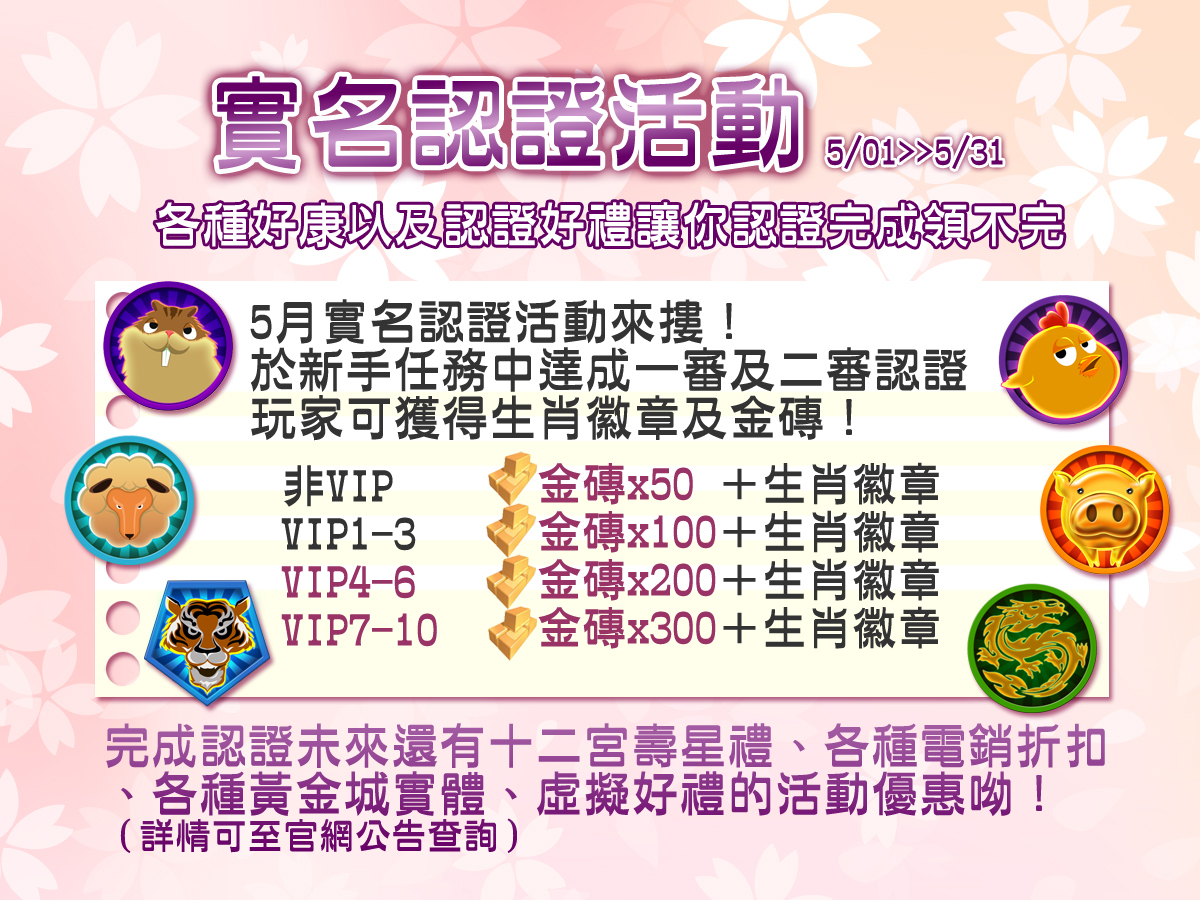 實名認證活動 5/01>>5/31
各種好康以及認證好禮讓你認證完成領不完
5月實名認證活動來摟！
於新手任務中達成一審及二審認證
玩家可獲得生肖徽章及金磚！
非VIP 金磚x50 ＋生肖徽章
VIP1-3 金磚x100＋生肖徽章
VIP4-6 金磚x200＋生肖徽章
VIP7-10 金磚x300＋生肖徽章
完成認證未來還有十二宮壽星禮、各種電銷折扣
、各種黃金城實體、虛擬好禮的活動優惠呦！
（詳情可至官網公告查詢）